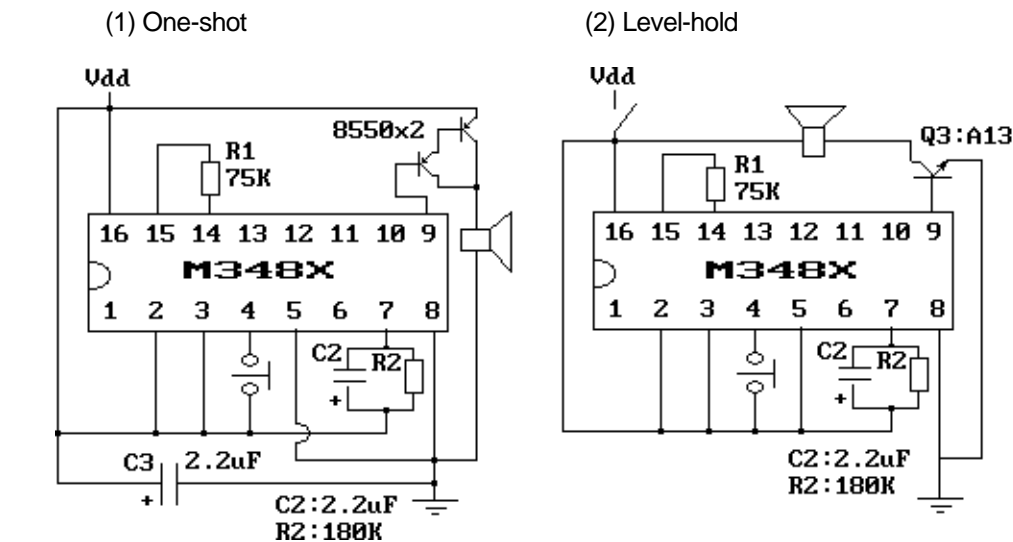 (1) One-shot
(2) Level-hold
Vdd
8550x2
R1
75K
16 15 14 13 12 11 10 9
M348X
1 2 3 4 5 6 7 8
C2
R2
+
C3 2.2uF
+
C2:2.2uF
R2:180K
Vdd
Q3:A13
R1
75K
16 15 14 13 12 11 10 9
M348X
1 2 3 4 5 6 7 8
C2
R2
+
C2:2.2uF
R2:180K